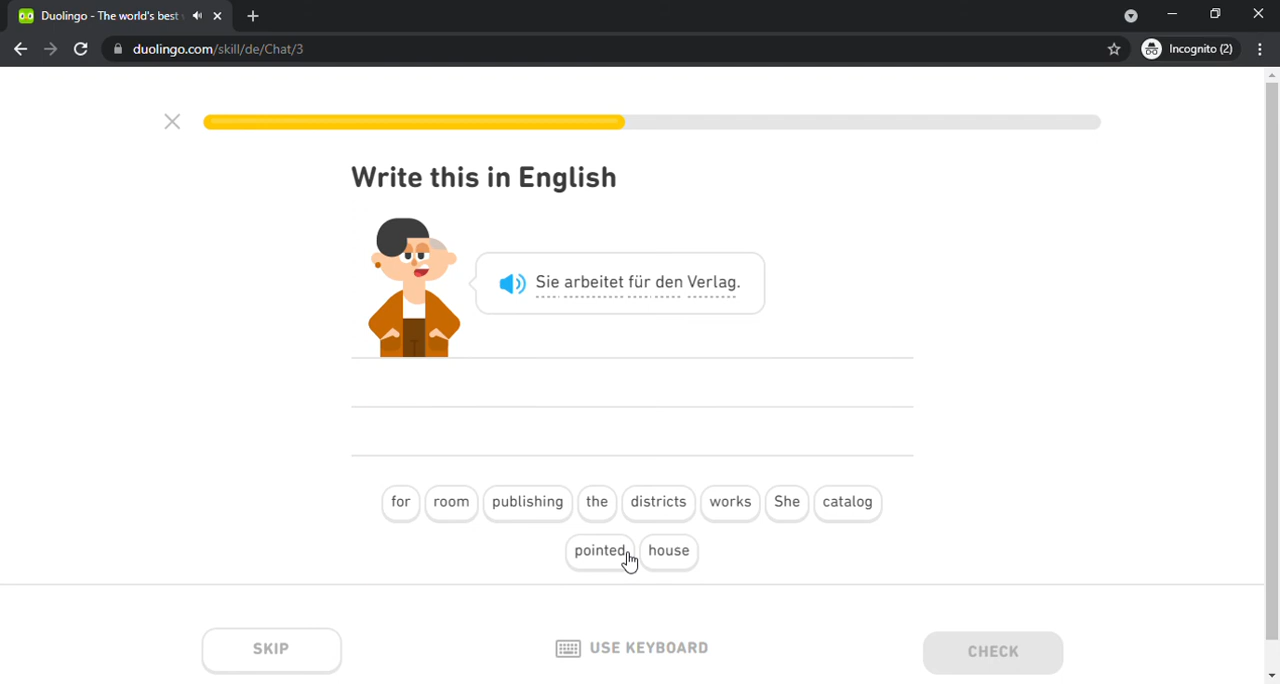 Duolingo - The world's best
duolingo.com/skill/de/Chat/3
Incognito (2)
Write this in English
Sie arbeitet für den Verlag.
for room publishing the districts works She catalog
pointed house
SKIP
USE KEYBOARD
CHECK